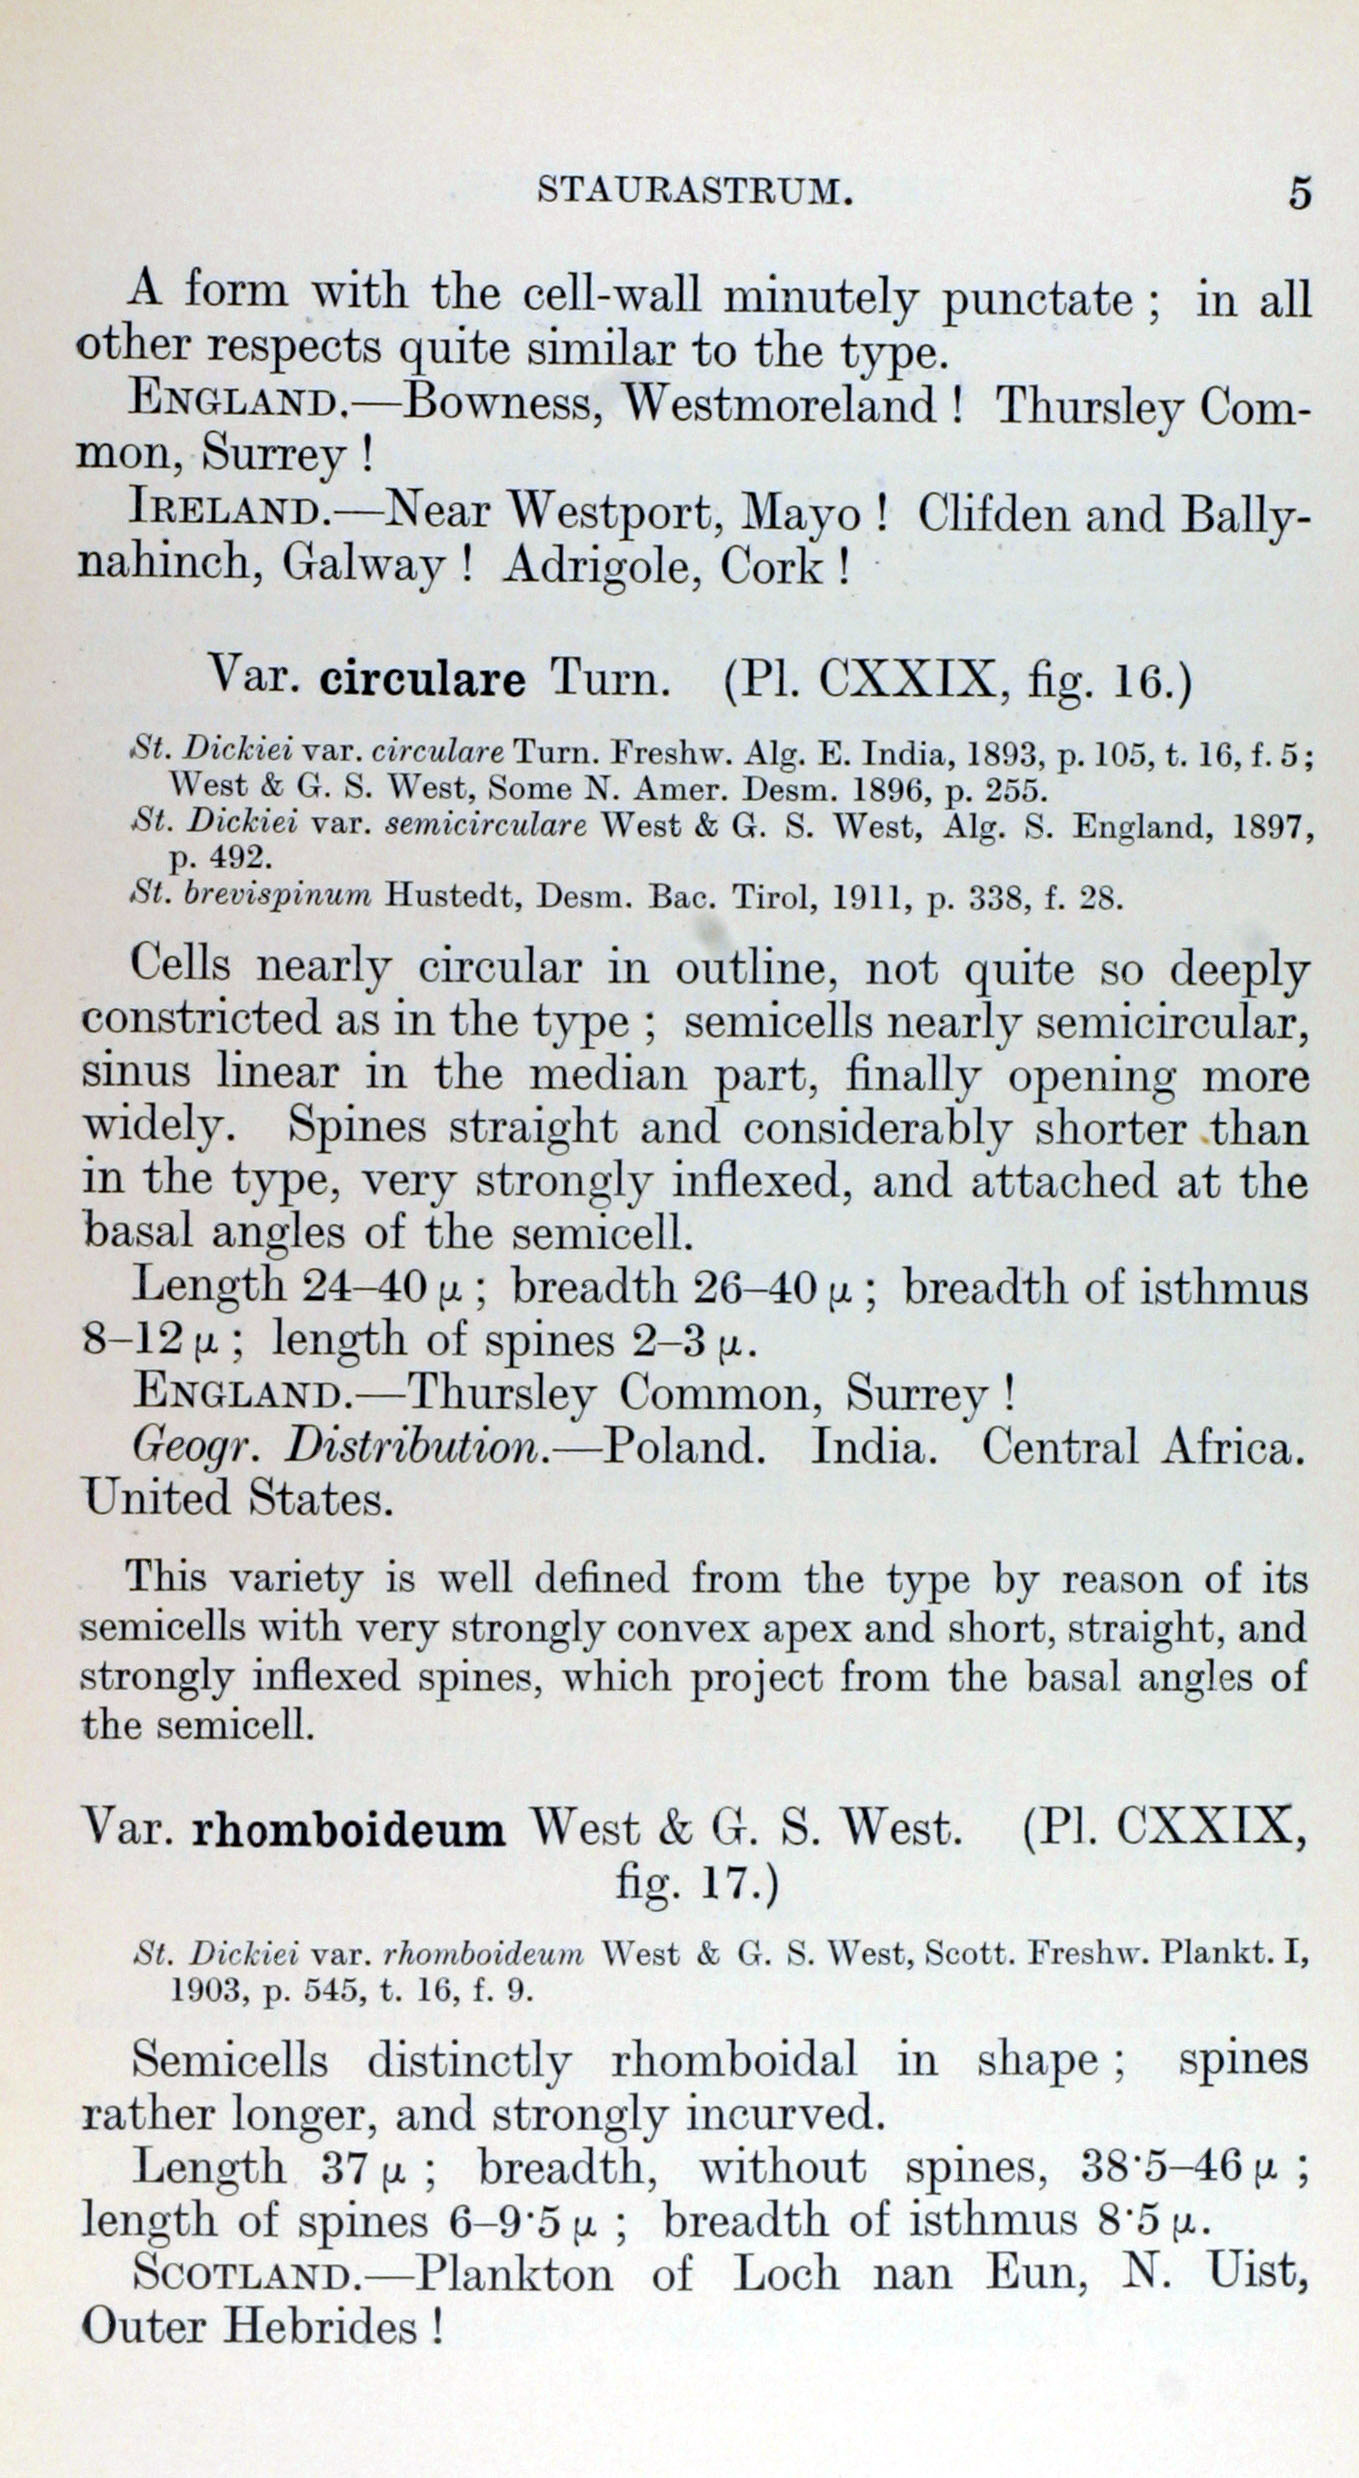 STAURASTRUM. 5
A form with the cell-wall minutely punctate ; in all
other respects quite similar to the type.
ENGLAND.—Bowness, Westmoreland ! Thursley Com-
mon, Surrey !
IRELAND.—Near Westport, Mayo ! Clifden and Bally-
nahinch, Galway ! Adrigole, Cork !
Var. circulare Turn. (Pl. CXXIX, fig. 16.)
St. Dickiei var. circulare Turn. Freshw. Alg. E. India, 1893, p. 105, t. 16, f. 5;
West & G. S. West, Some N. Amer. Desm. 1896, p. 255.
St. Dickiei var. semicirculare West & G. S. West, Alg. S. England, 1897,
p. 492.
St. brevispinum Hustedt, Desm. Bac. Tirol, 1911, p. 338, f. 28.
Cells nearly circular in outline, not quite so deeply
constricted as in the type ; semicells nearly semicircular,
sinus linear in the median part, finally opening more
widely. Spines straight and considerably shorter than
in the type, very strongly inflexed, and attached at the
basal angles of the semicell.
Length 24–40 μ ; breadth 26–40 μ ; breadth of isthmus
8–12 μ ; length of spines 2–3 μ.
ENGLAND.—Thursley Common, Surrey !
Geogr. Distribution.—Poland. India. Central Africa.
United States.
This variety is well defined from the type by reason of its
semicells with very strongly convex apex and short, straight, and
strongly inflexed spines, which project from the basal angles of
the semicell.
Var. rhomboideum West & G. S. West. (Pl. CXXIX,
fig. 17.)
St. Dickiei var. rhomboideum West & G. S. West, Scott. Freshw. Plankt. I,
1903, p. 545, t. 16, f. 9.
Semicells distinctly rhomboidal in shape ; spines
rather longer, and strongly incurved.
Length 37 μ ; breadth, without spines, 38·5–46 μ ;
length of spines 6–9·5 μ ; breadth of isthmus 8·5 μ.
SCOTLAND.—Plankton of Loch nan Eun, N. Uist,
Outer Hebrides !